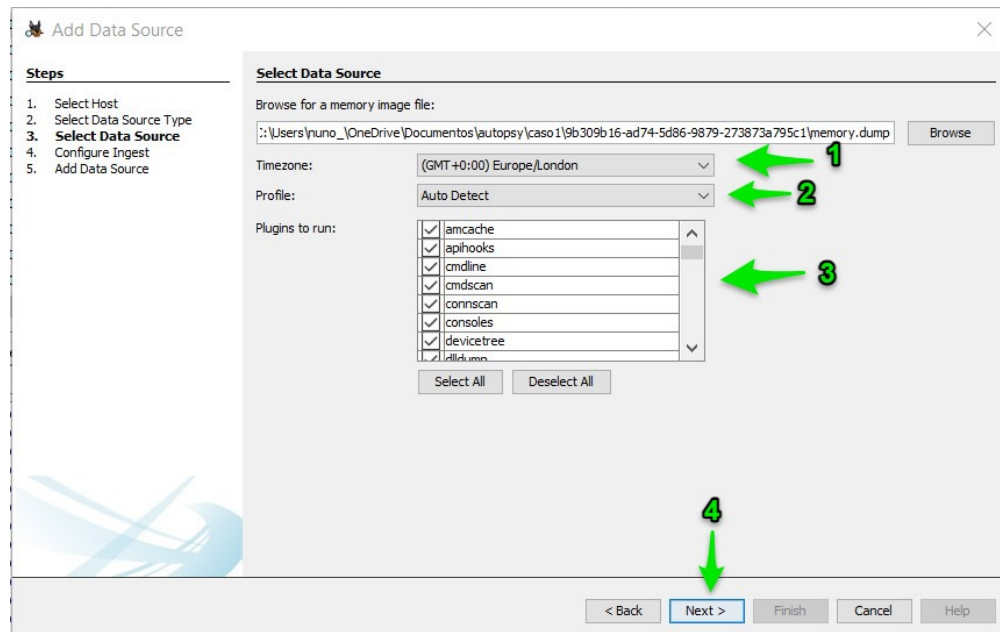 Add Data Source
Steps
1. Select Host
2. Select Data Source Type
3. Select Data Source
4. Configure Ingest
5. Add Data Source
Select Data Source
Browse for a memory image file:
:\Users\nuno_\OneDrive\Documentos\autopsy\caso1\9b309b16-ad74-5d86-9879-273873a795c1\memory.dump Browse
Timezone: (GMT+0:00) Europe/London 1
Profile: Auto Detect 2
Plugins to run:
amcache
apihooks
cmdline
cmdscan
connscan
consoles
devicetree
dlldump
3
Select All Deselect All
4
< Back Next > Finish Cancel Help